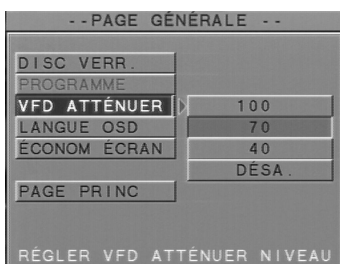 --PAGE GÉNÉRALE --
DISC VERR.
PROGRAMME
VFD ATTÉNUER 100
LANGUE OSD 70
ÉCONOM ÉCRAN 40
DÉSA.
PAGE PRINC
RÉGLER VFD ATTÉNUER NIVEAU